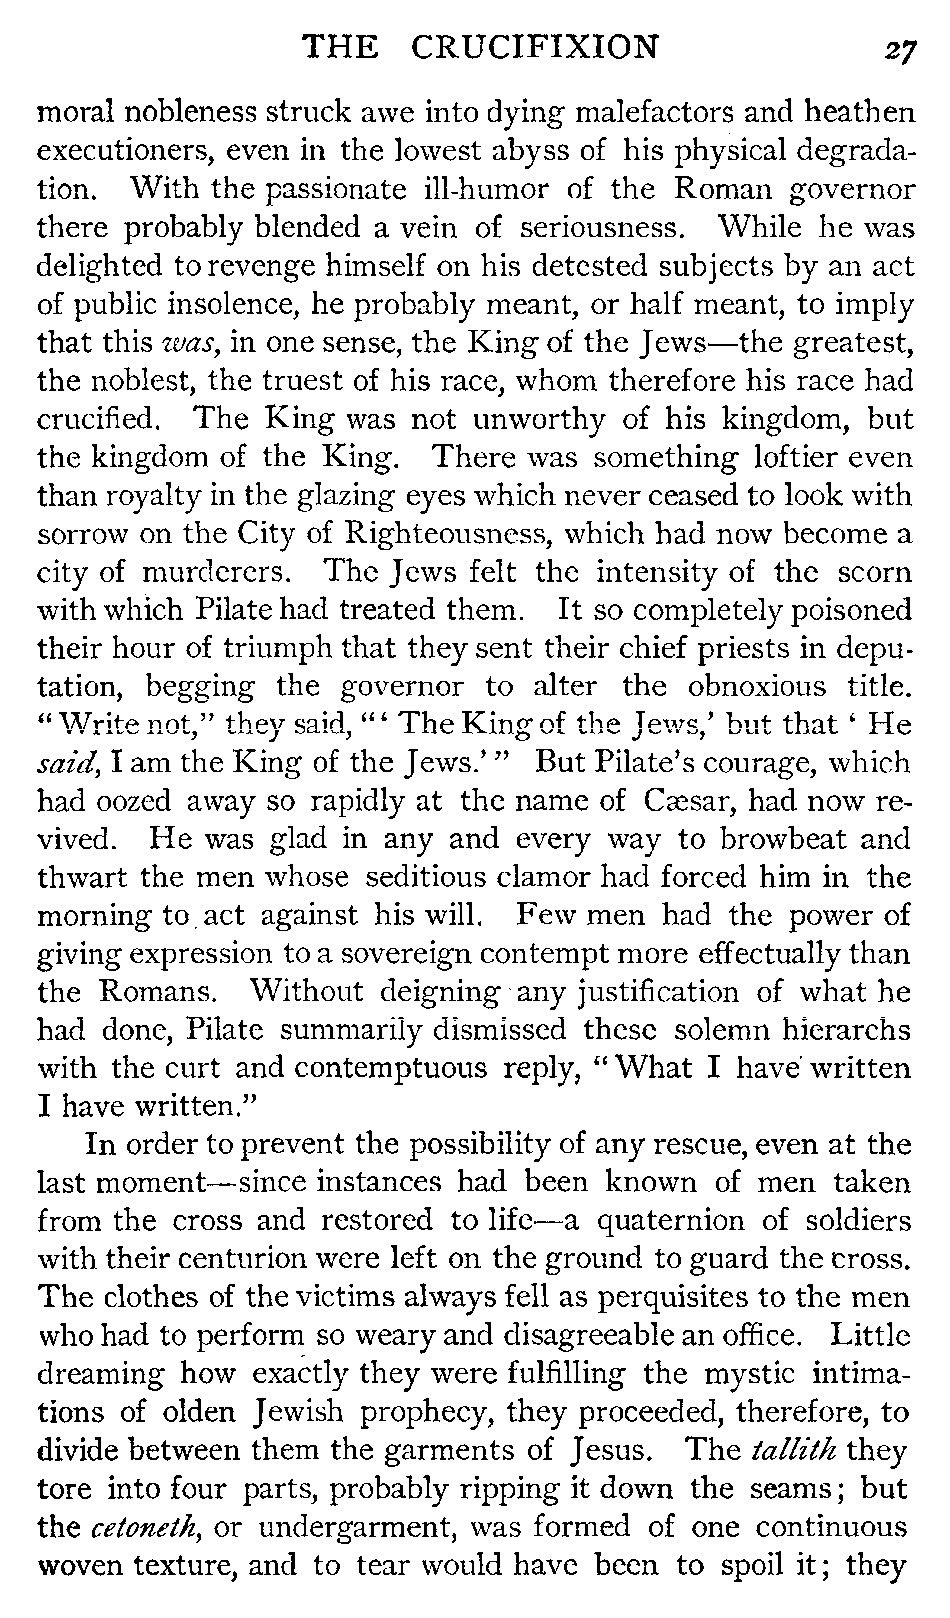 THE CRUCIFIXION 27
moral nobleness struck awe into dying malefactors and heathen
executioners, even in the lowest abyss of his physical degrada-
tion. With the passionate ill-humor of the Roman governor
there probably blended a vein of seriousness. While he was
delighted to revenge himself on his detested subjects by an act
of public insolence, he probably meant, or half meant, to imply
that this was, in one sense, the King of the Jews—the greatest,
the noblest, the truest of his race, whom therefore his race had
crucified. The King was not unworthy of his kingdom, but
the kingdom of the King. There was something loftier even
than royalty in the glazing eyes which never ceased to look with
sorrow on the City of Righteousness, which had now become a
city of murderers. The Jews felt the intensity of the scorn
with which Pilate had treated them. It so completely poisoned
their hour of triumph that they sent their chief priests in depu-
tation, begging the governor to alter the obnoxious title.
“Write not,” they said, “‘ The King of the Jews,’ but that ‘ He
said, I am the King of the Jews.’” But Pilate’s courage, which
had oozed away so rapidly at the name of Cæsar, had now re-
vived. He was glad in any and every way to browbeat and
thwart the men whose seditious clamor had forced him in the
morning to act against his will. Few men had the power of
giving expression to a sovereign contempt more effectually than
the Romans. Without deigning any justification of what he
had done, Pilate summarily dismissed these solemn hierarchs
with the curt and contemptuous reply, “What I have written
I have written.”
In order to prevent the possibility of any rescue, even at the
last moment—since instances had been known of men taken
from the cross and restored to life—a quaternion of soldiers
with their centurion were left on the ground to guard the cross.
The clothes of the victims always fell as perquisites to the men
who had to perform so weary and disagreeable an office. Little
dreaming how exactly they were fulfilling the mystic intima-
tions of olden Jewish prophecy, they proceeded, therefore, to
divide between them the garments of Jesus. The tallith they
tore into four parts, probably ripping it down the seams; but
the cetoneth, or undergarment, was formed of one continuous
woven texture, and to tear would have been to spoil it; they